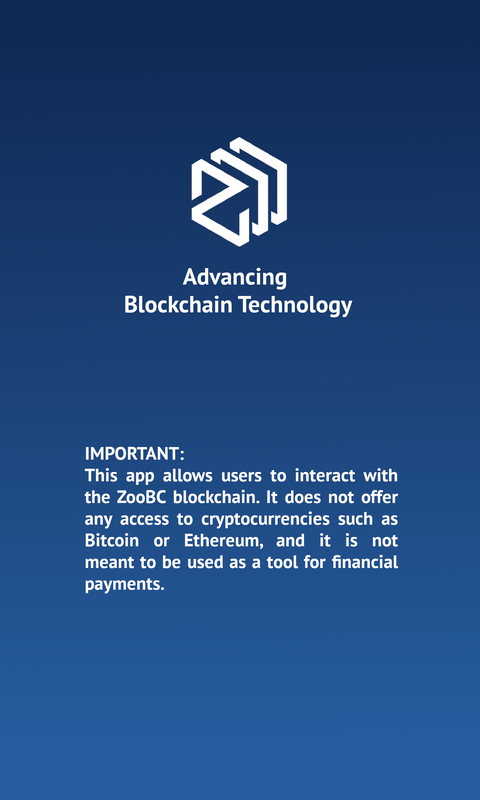 Advancing
Blockchain Technology
IMPORTANT:
This app allows users to interact with
the ZooBC blockchain. It does not offer
any access to cryptocurrencies such as
Bitcoin or Ethereum, and it is not
meant to be used as a tool for financial
payments.